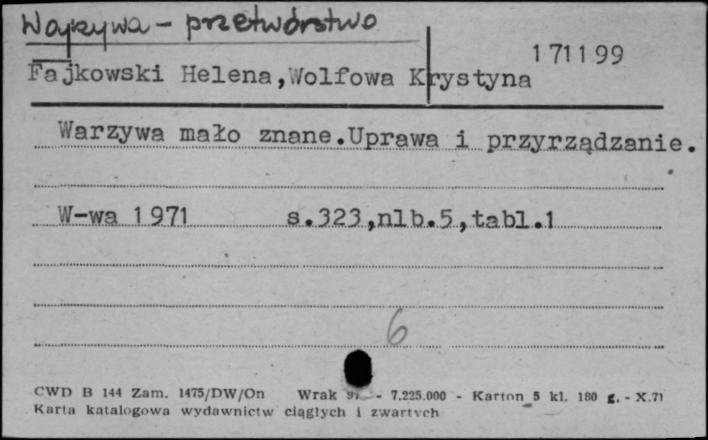 Warzywa - przetwórstwo
171199
Fajkowski Helena,Wolfowa Krystyna
Warzywa mało znane.Uprawa i przyrządzanie.
W-wa 1971 s.323,nlb.5,tabl.1
6
CWD B 144 Zam. 1475/DW/On Wrak - 7.225.000 - Karton 5 kl. 180 g. - X.71
Karta katalogowa wydawnictw ciągłych i zwartych